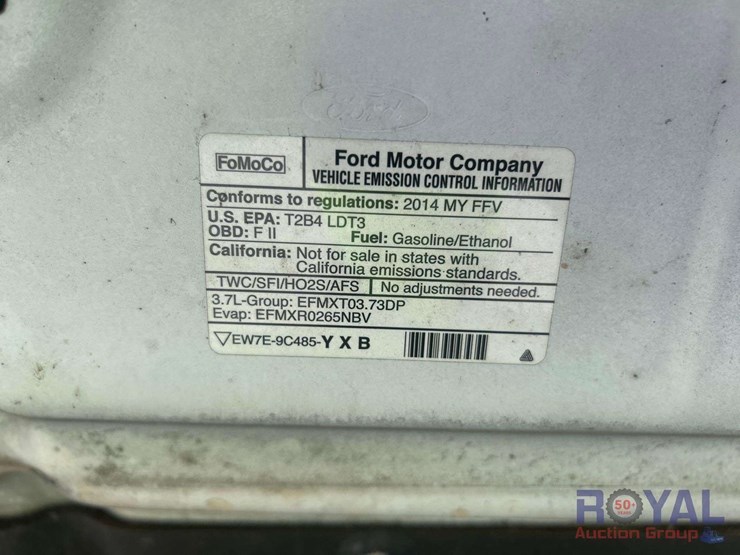 Ford
FoMoCo
Ford Motor Company
VEHICLE EMISSION CONTROL INFORMATION
Conforms to regulations: 2014 MY FFV
U.S. EPA: T2B4 LDT3
OBD: F II
Fuel: Gasoline/Ethanol
California: Not for sale in states with
California emissions standards.
TWC/SFI/HO2S/AFS
No adjustments needed.
3.7L-Group: EFMXT03.73DP
Evap: EFMXR0265NBV
EW7E-9C485-Y X B
ROYAL
50+
Auction Group